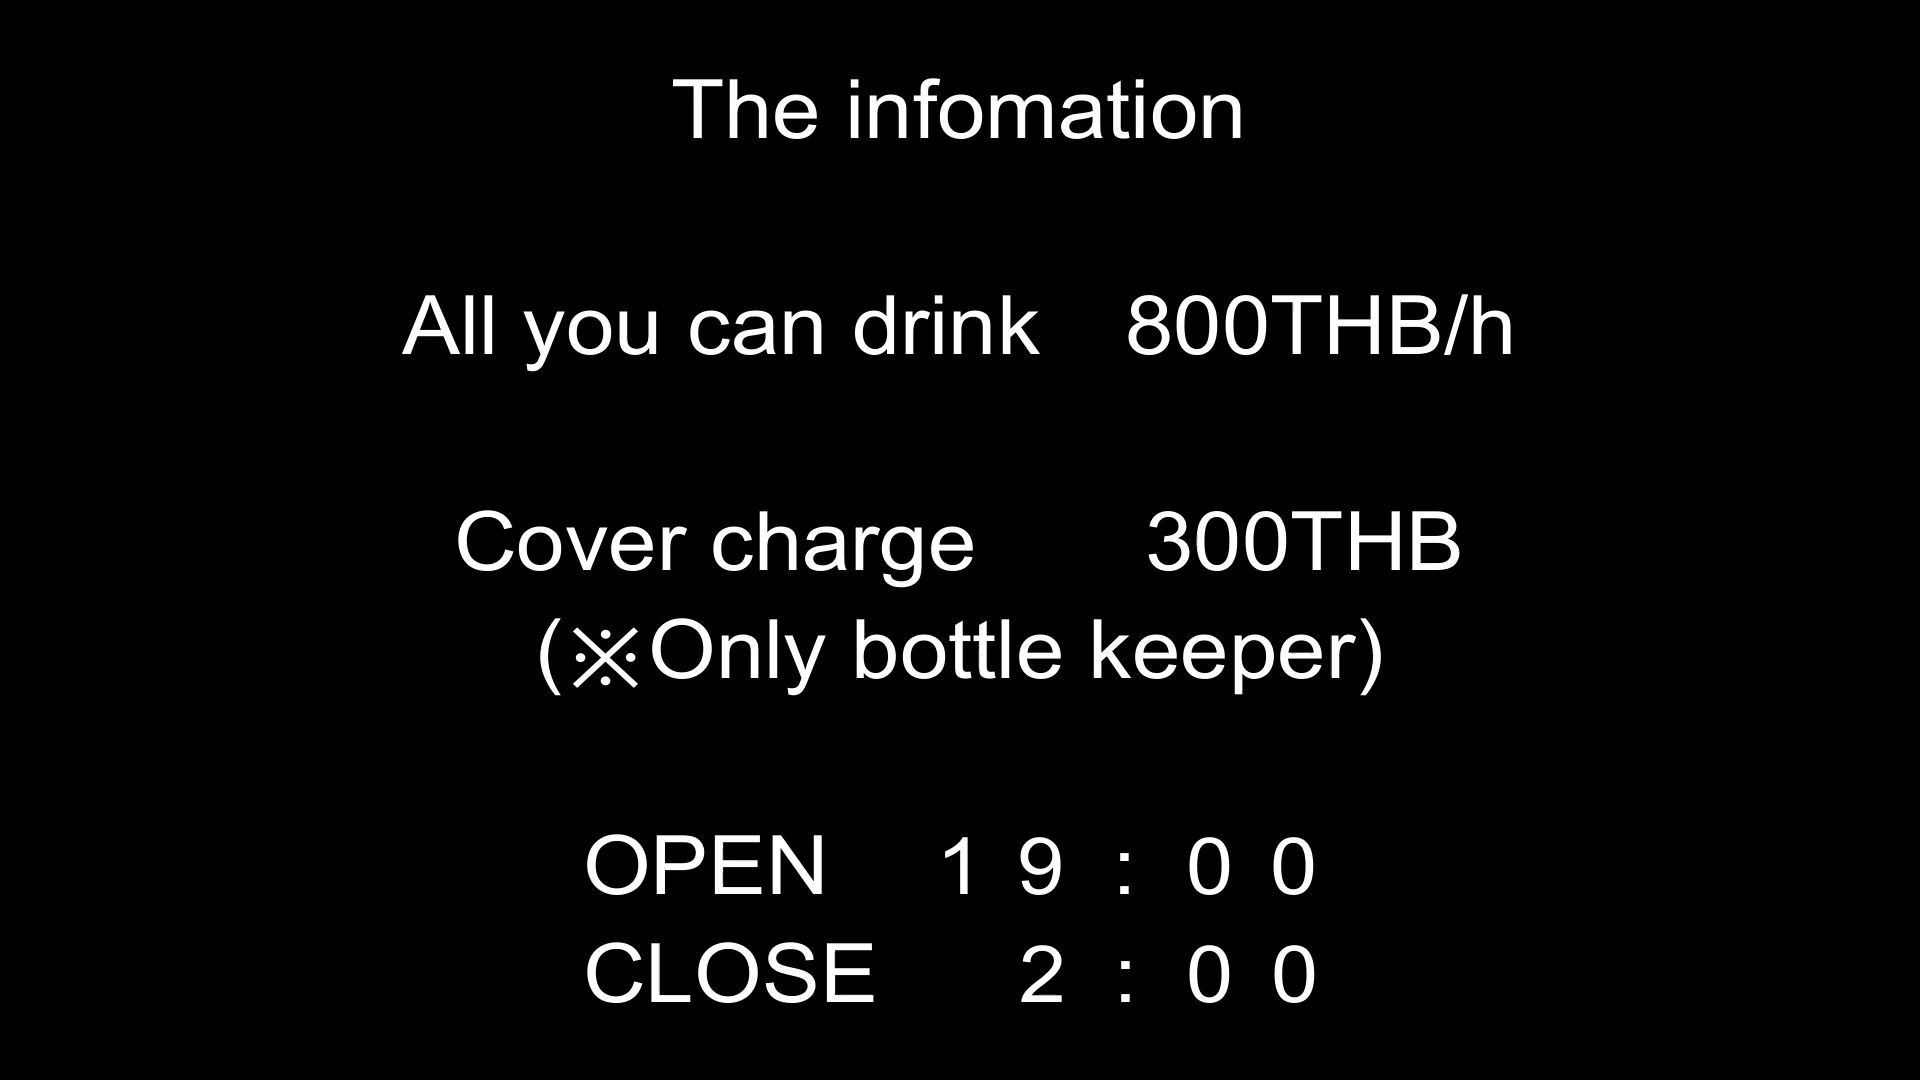 The infomation
All you can drink　800THB/h
Cover charge　　300THB
(※Only bottle keeper)
OPEN　１９：００
CLOSE　２：００